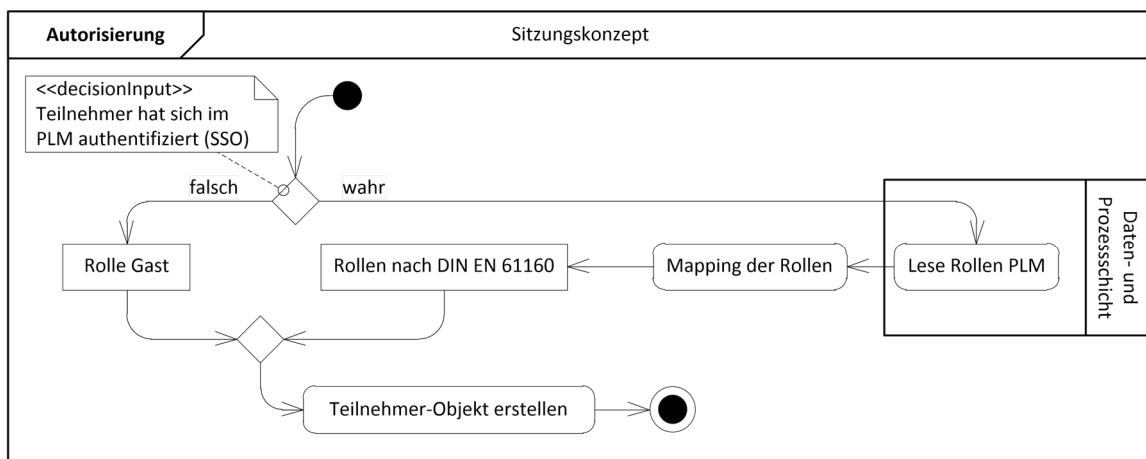 Autorisierung
Sitzungskonzept
<<decisionInput>>
Teilnehmer hat sich im
PLM authentifiziert (SSO)
falsch
wahr
Rolle Gast
Rollen nach DIN EN 61160
Mapping der Rollen
Lese Rollen PLM
Daten- und
Prozessschicht
Teilnehmer-Objekt erstellen